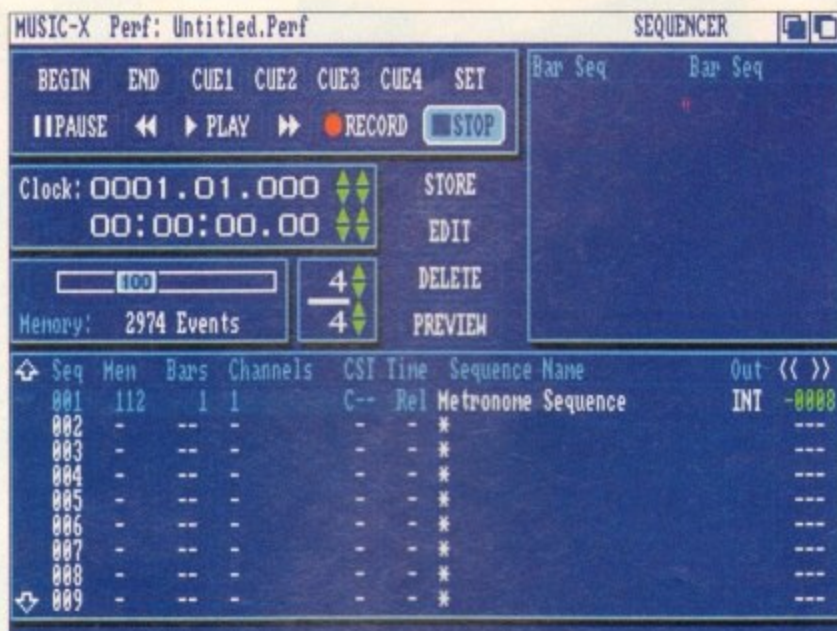 MUSIC-X Perf: Untitled.Perf SEQUENCER
BEGIN END CUE1 CUE2 CUE3 CUE4 SET
PAUSE PLAY RECORD STOP
Bar Seq Bar Seq
Clock: 0001.01.000
00:00:00.00
STORE
EDIT
DELETE
PREVIEW
100
Memory: 2974 Events
4
4
Seq Mem Bars Channels CST Time Sequence Name Out << >>
001 112 1 1 C-- Rel Metronome Sequence INT -0008
002 - -- - - - * ---
003 - -- - - - * ---
004 - -- - - - * ---
005 - -- - - - * ---
006 - -- - - - * ---
007 - -- - - - * ---
008 - -- - - - * ---
009 - -- - - - * ---